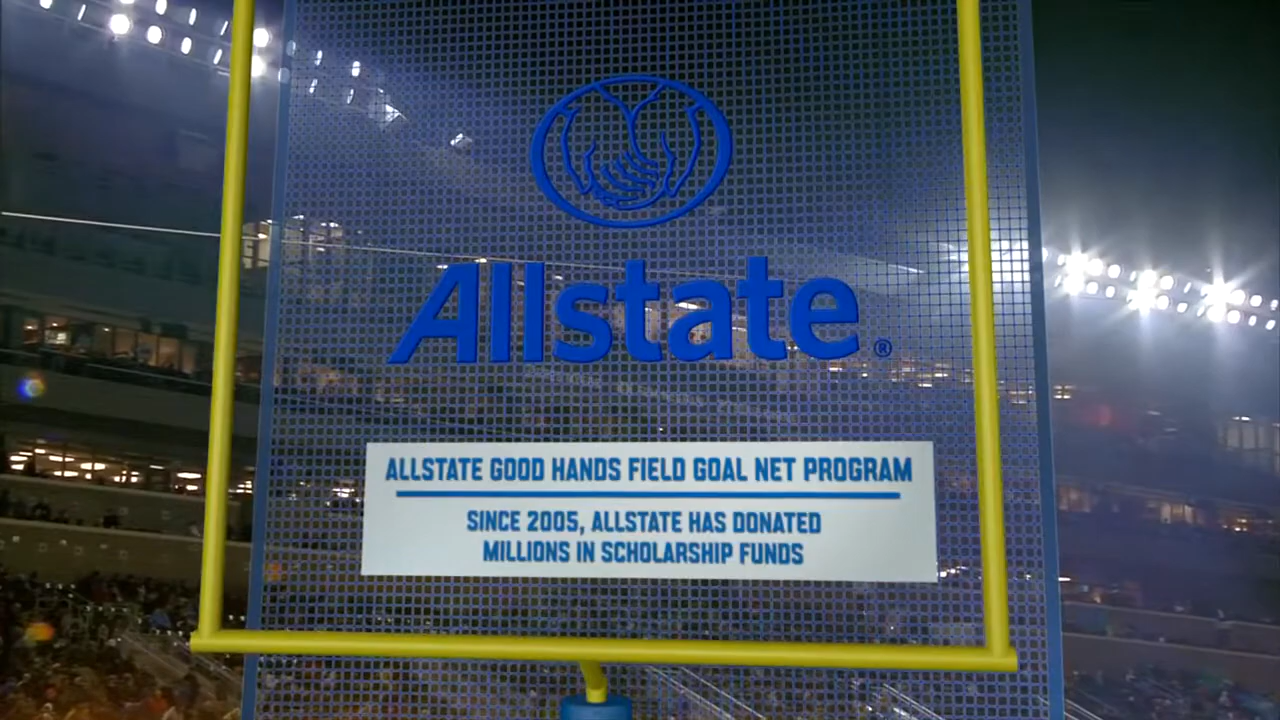 Allstate®
ALLSTATE GOOD HANDS FIELD GOAL NET PROGRAM
SINCE 2005, ALLSTATE HAS DONATED
MILLIONS IN SCHOLARSHIP FUNDS